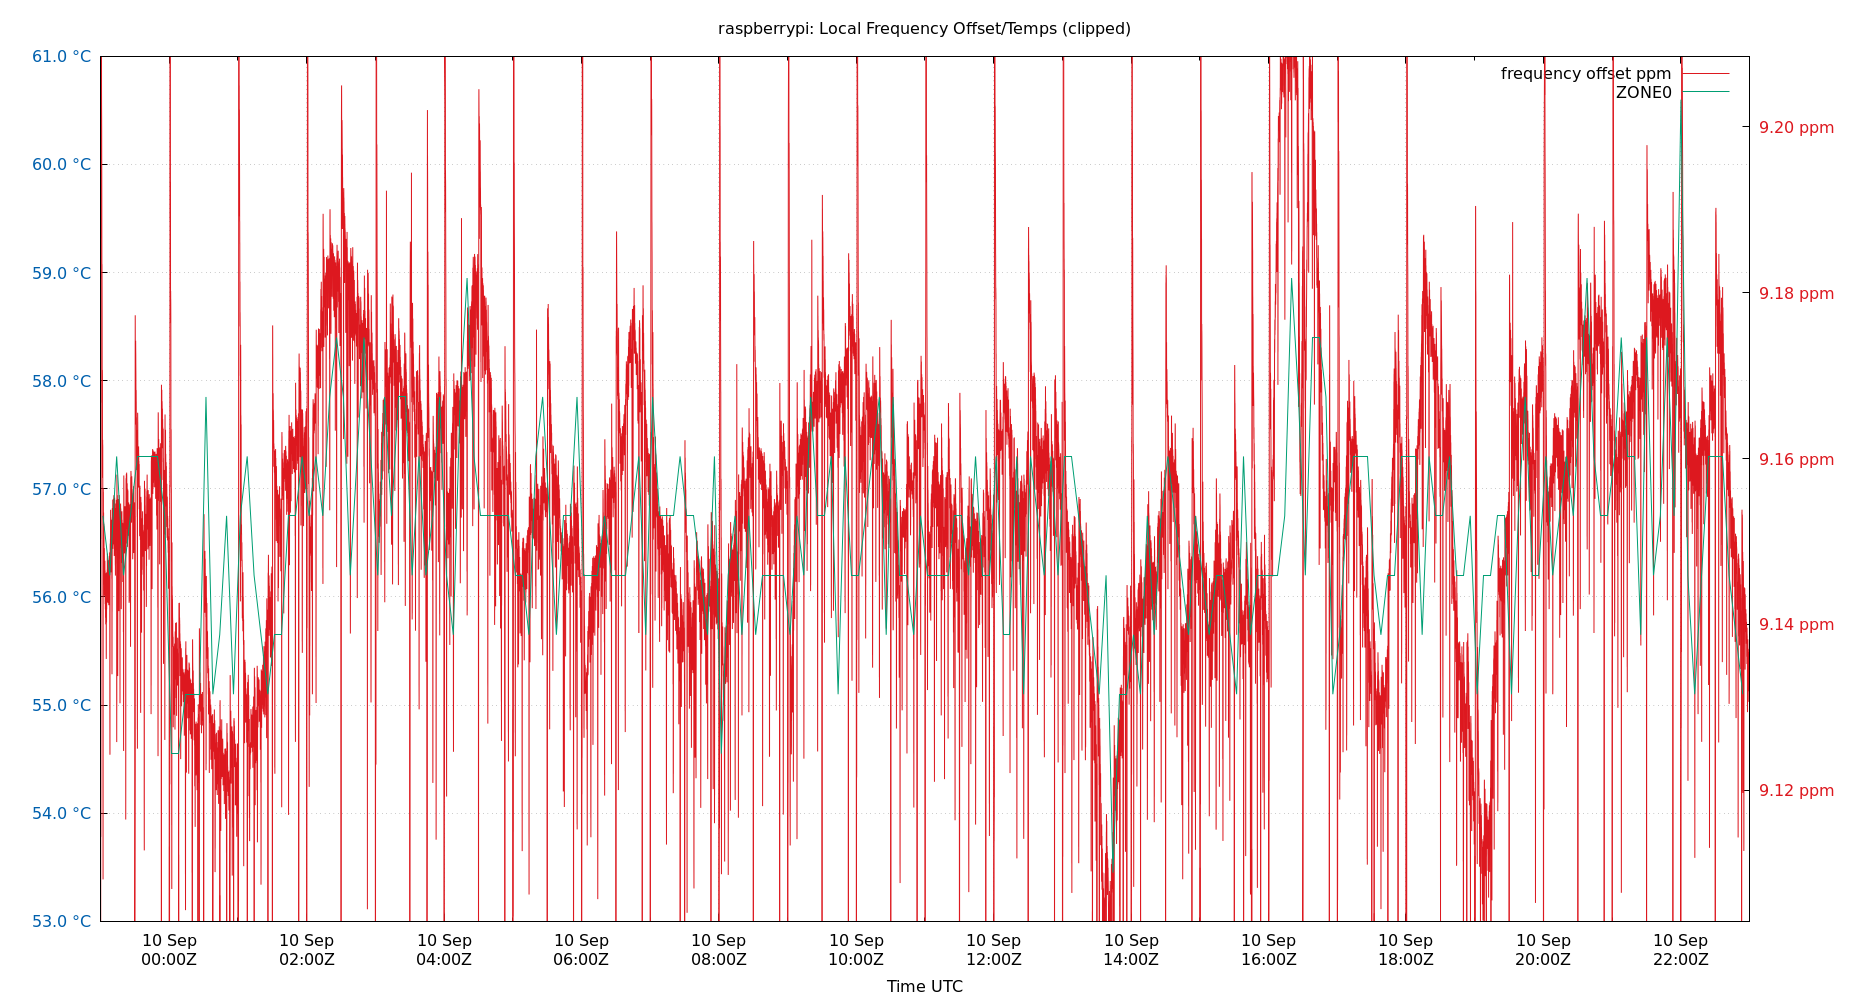 raspberrypi: Local Frequency Offset/Temps (clipped)
61.0 °C
60.0 °C
59.0 °C
58.0 °C
57.0 °C
56.0 °C
55.0 °C
54.0 °C
53.0 °C
frequency offset ppm
ZONE0
9.20 ppm
9.18 ppm
9.16 ppm
9.14 ppm
9.12 ppm
10 Sep 10 Sep 10 Sep 10 Sep 10 Sep 10 Sep 10 Sep 10 Sep 10 Sep 10 Sep 10 Sep 10 Sep
00:00Z 02:00Z 04:00Z 06:00Z 08:00Z 10:00Z 12:00Z 14:00Z 16:00Z 18:00Z 20:00Z 22:00Z
Time UTC